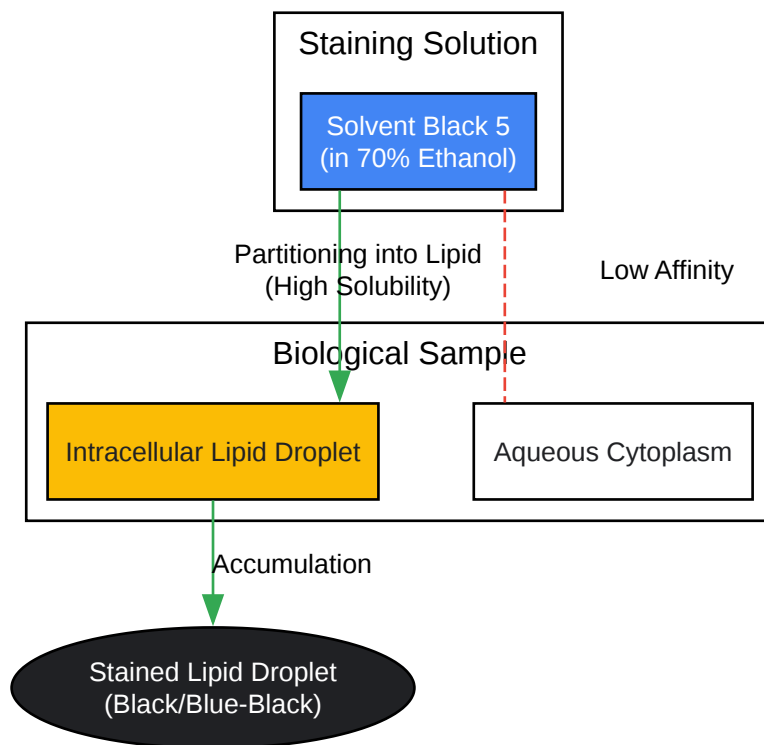 Staining Solution
Solvent Black 5
(in 70% Ethanol)
Partitioning into Lipid
(High Solubility)
Low Affinity
Biological Sample
Intracellular Lipid Droplet
Aqueous Cytoplasm
Accumulation
Stained Lipid Droplet
(Black/Blue-Black)